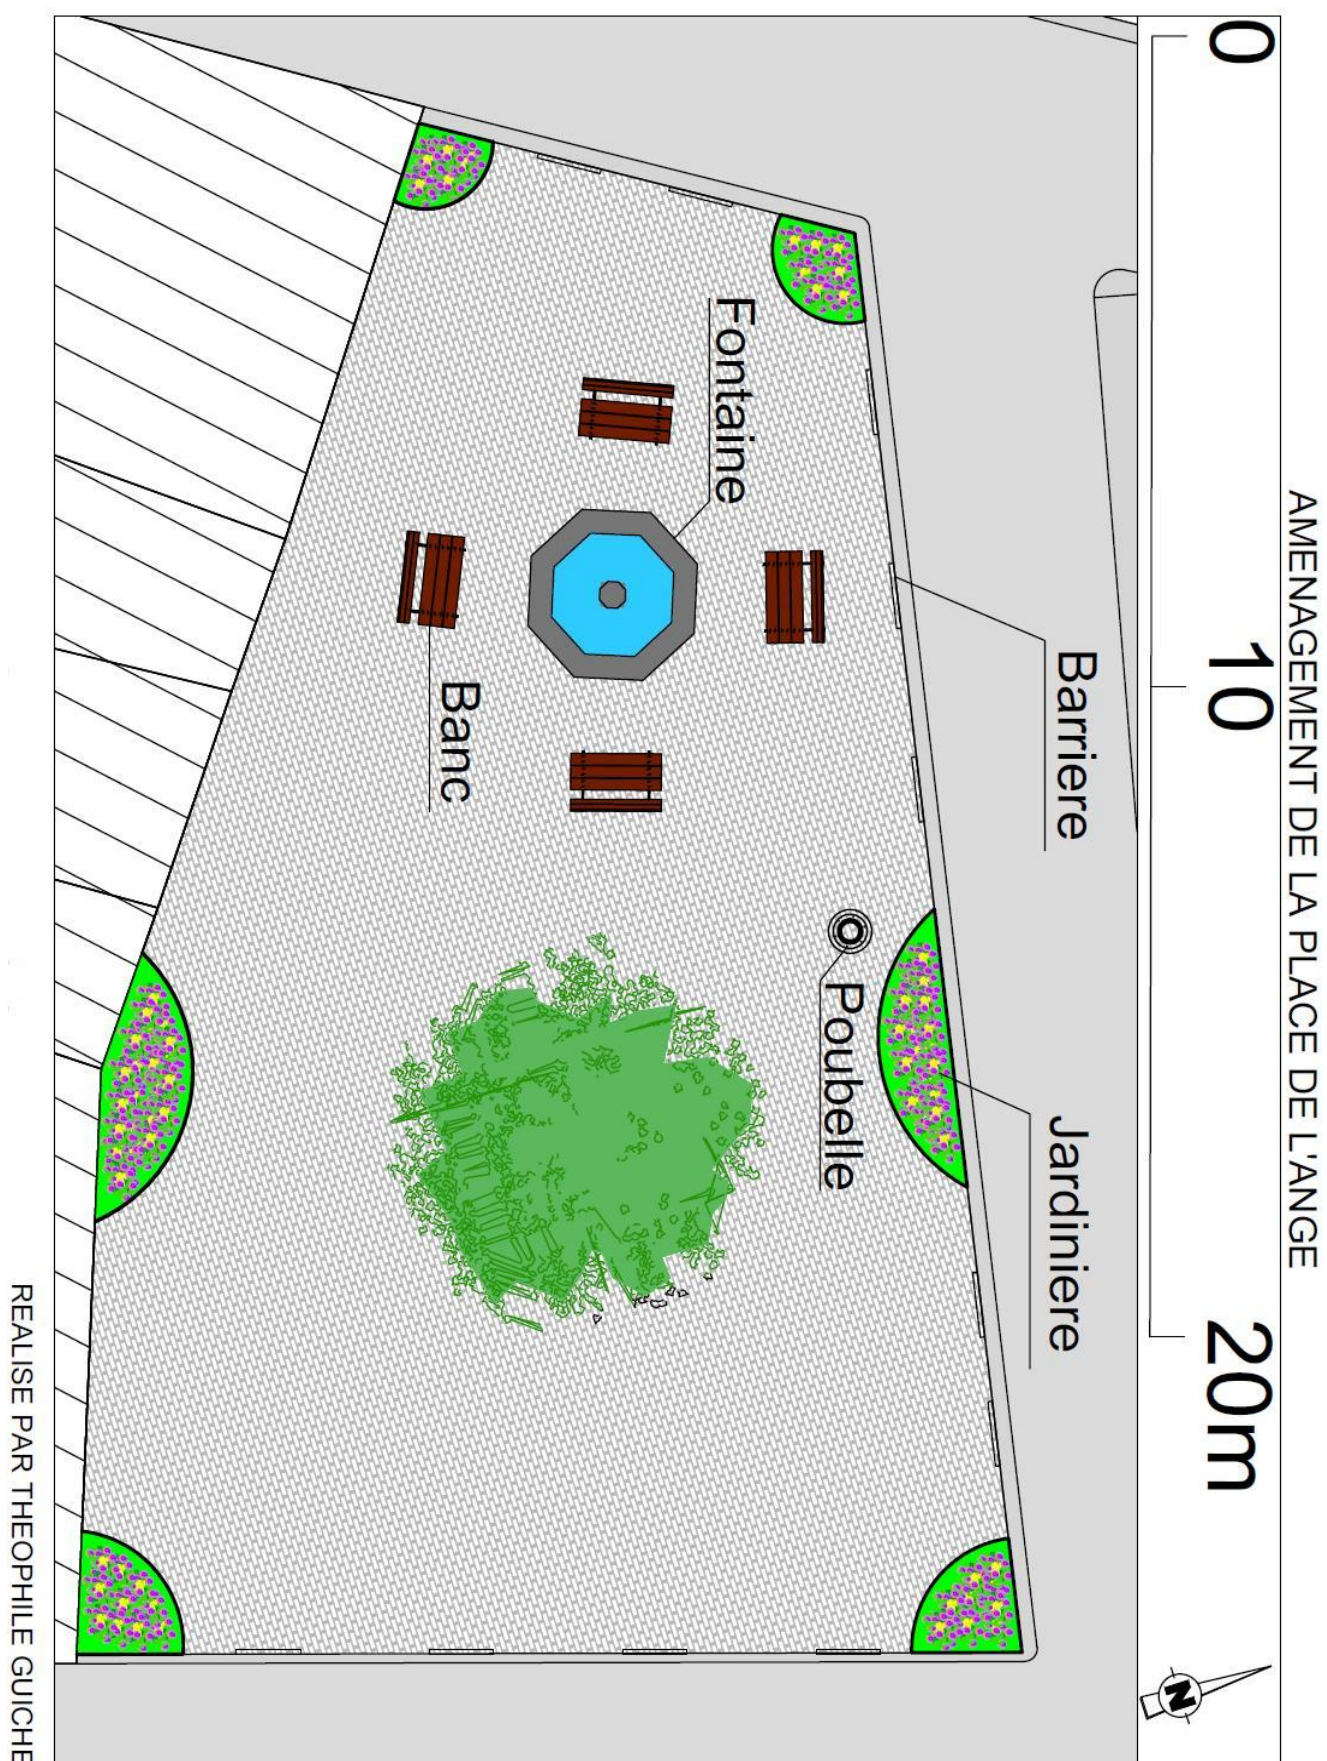 AMENAGEMENT DE LA PLACE DE L'ANGE
0 10 20m
Barriere
Jardiniere
Fontaine
Poubelle
Banc
N
REALISE PAR THEOPHILE GUICHE